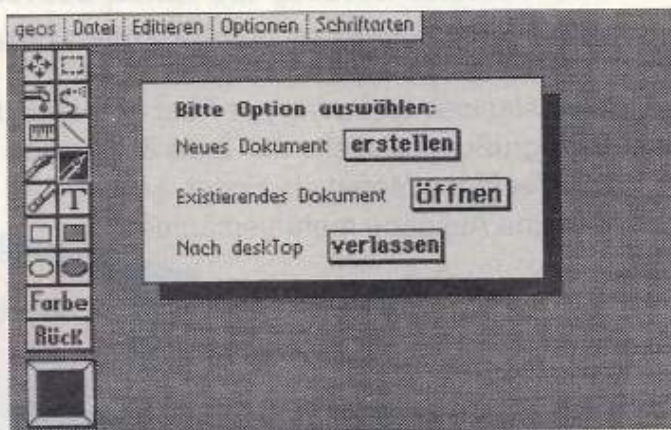 geos Datei Editieren Optionen Schriftarten
Bitte Option auswählen:
Neues Dokument erstellen
Existierendes Dokument öffnen
Nach deskTop verlassen
T
Farbe
Rück